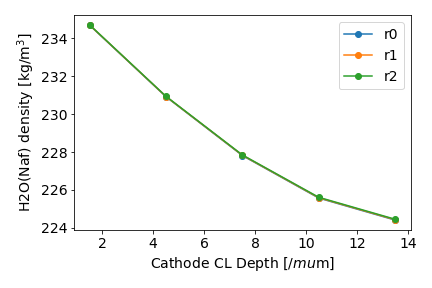 234
232
230
228
226
224
H2O(Naf) density [kg/m³]
r0
r1
r2
2
4
6
8
10
12
14
Cathode CL Depth [/mum]